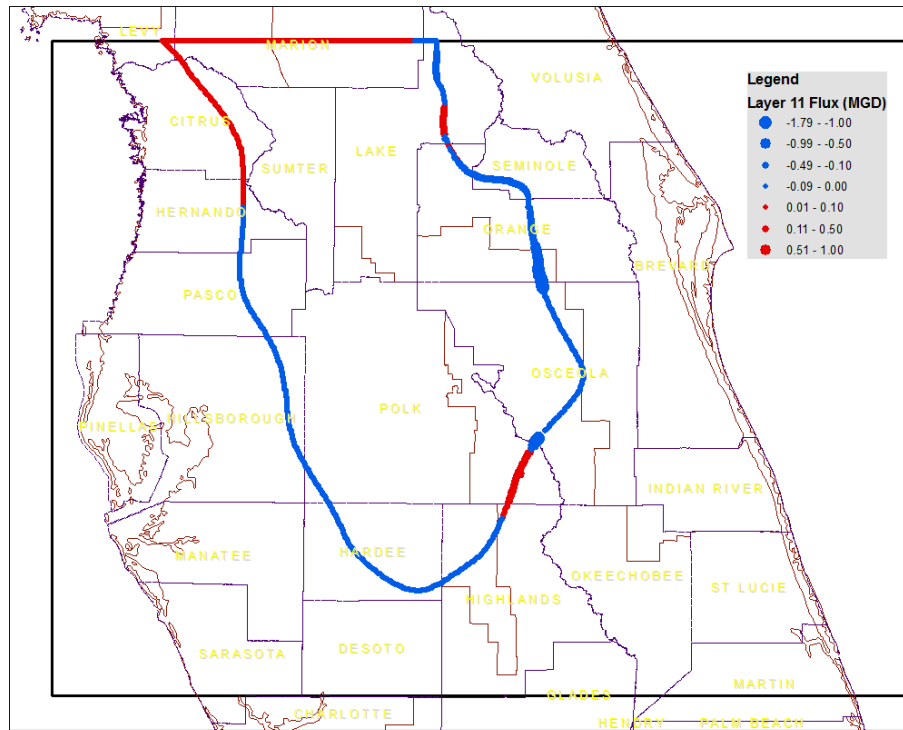 LEVY
MARION
VOLUSIA
Legend
Layer 11 Flux (MGD)
-1.79 - -1.00
-0.99 - -0.50
-0.49 - -0.10
-0.09 - 0.00
0.01 - 0.10
0.11 - 0.50
0.51 - 1.00
CITRUS
LAKE
SUMTER
SEMINOLE
HERNANDO
ORANGE
BREVARD
PASCO
OSCEOLA
POLK
HILLSBOROUGH
PINELLAS
INDIAN RIVER
MANATEE
HARDEE
OKEECHOBEE
ST LUCIE
HIGHLANDS
SARASOTA
DESOTO
MARTIN
GLADES
CHARLOTTE
HENDRY
PALM BEACH